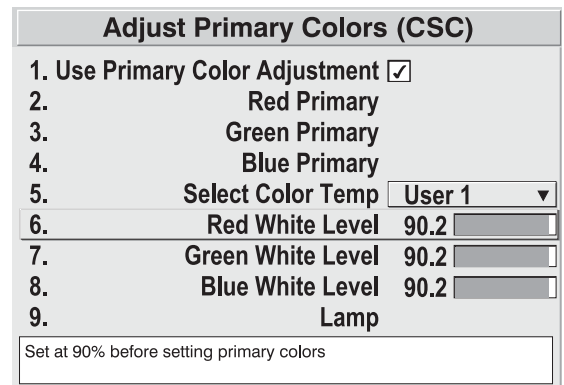 Adjust Primary Colors (CSC)
1. Use Primary Color Adjustment ✓
2. Red Primary
3. Green Primary
4. Blue Primary
5. Select Color Temp User 1 ▼
6. Red White Level 90.2
7. Green White Level 90.2
8. Blue White Level 90.2
9. Lamp
Set at 90% before setting primary colors